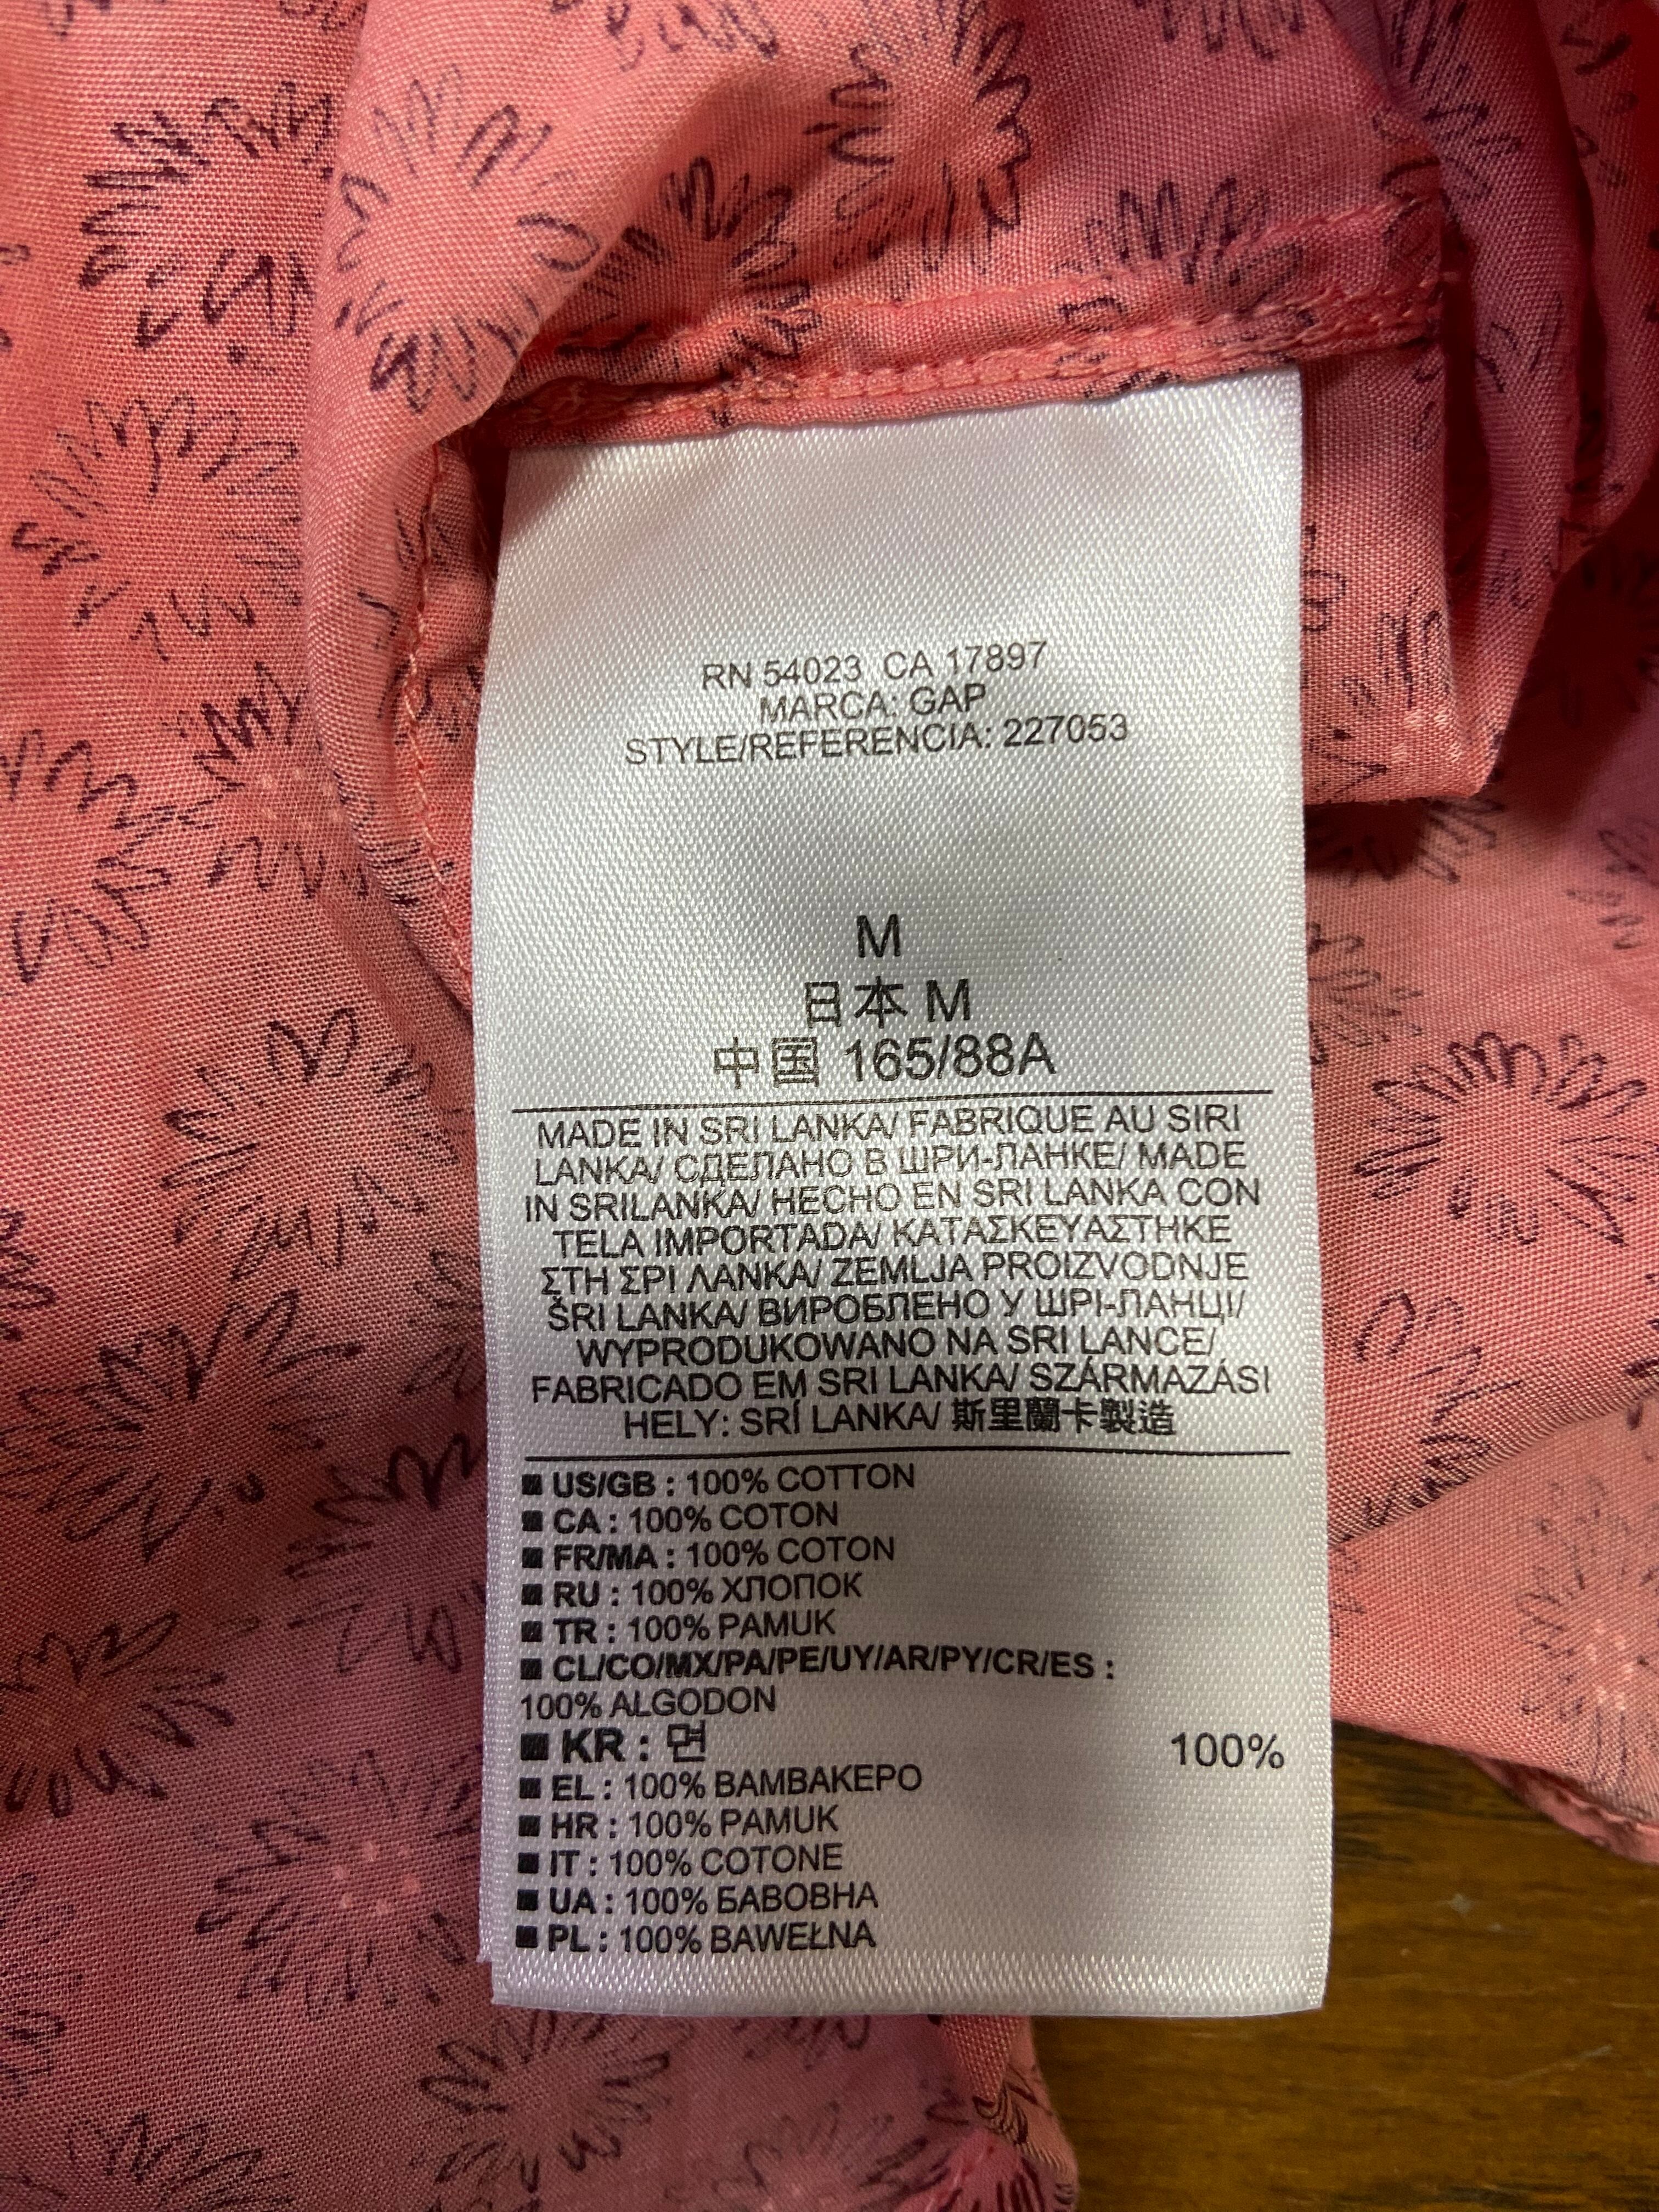 RN 54023 CA 17897
MARCA: GAP
STYLE/REFERENCIA: 227053
M
日本 M
中国 165/88A
MADE IN SRI LANKA/ FABRIQUE AU SIRI
LANKA/ СДЕЛАНО В ШРИ-ЛАНКЕ/ MADE
IN SRILANKA/ HECHO EN SRI LANKA CON
TELA IMPORTADA/ ΚΑΤΑΣΚΕΥΑΣΤΗΚΕ
ΣΤΗ ΣΡΙ ΛΑΝΚΑ/ ZEMLJA PROIZVODNJE
ŠRI LANKA/ ВИРОБЛЕНО У ШРІ-ЛАНЦІ/
WYPRODUKOWANO NA SRI LANCE/
FABRICADO EM SRI LANKA/ SZÁRMAZÁSI
HELY: SRÍ LANKA/ 斯里蘭卡製造
■ US/GB : 100% COTTON
■ CA : 100% COTON
■ FR/MA : 100% COTON
■ RU : 100% ХЛОПОК
■ TR : 100% PAMUK
■ CL/CO/MX/PA/PE/UY/AR/PY/CR/ES :
100% ALGODON
■ KR : 면 100%
■ EL : 100% ΒΑΜΒΑΚΕΡΟ
■ HR : 100% PAMUK
■ IT : 100% COTONE
■ UA : 100% БАВОВНА
■ PL : 100% BAWEŁNA